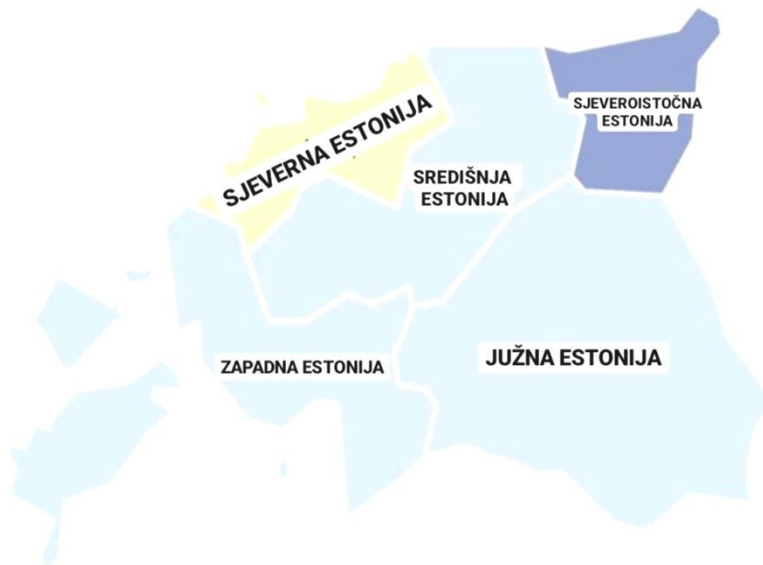 SJEVEROISTOČNA
ESTONIJA
SJEVERNA ESTONIJA
SREDIŠNJA
ESTONIJA
JUŽNA ESTONIJA
ZAPADNA ESTONIJA